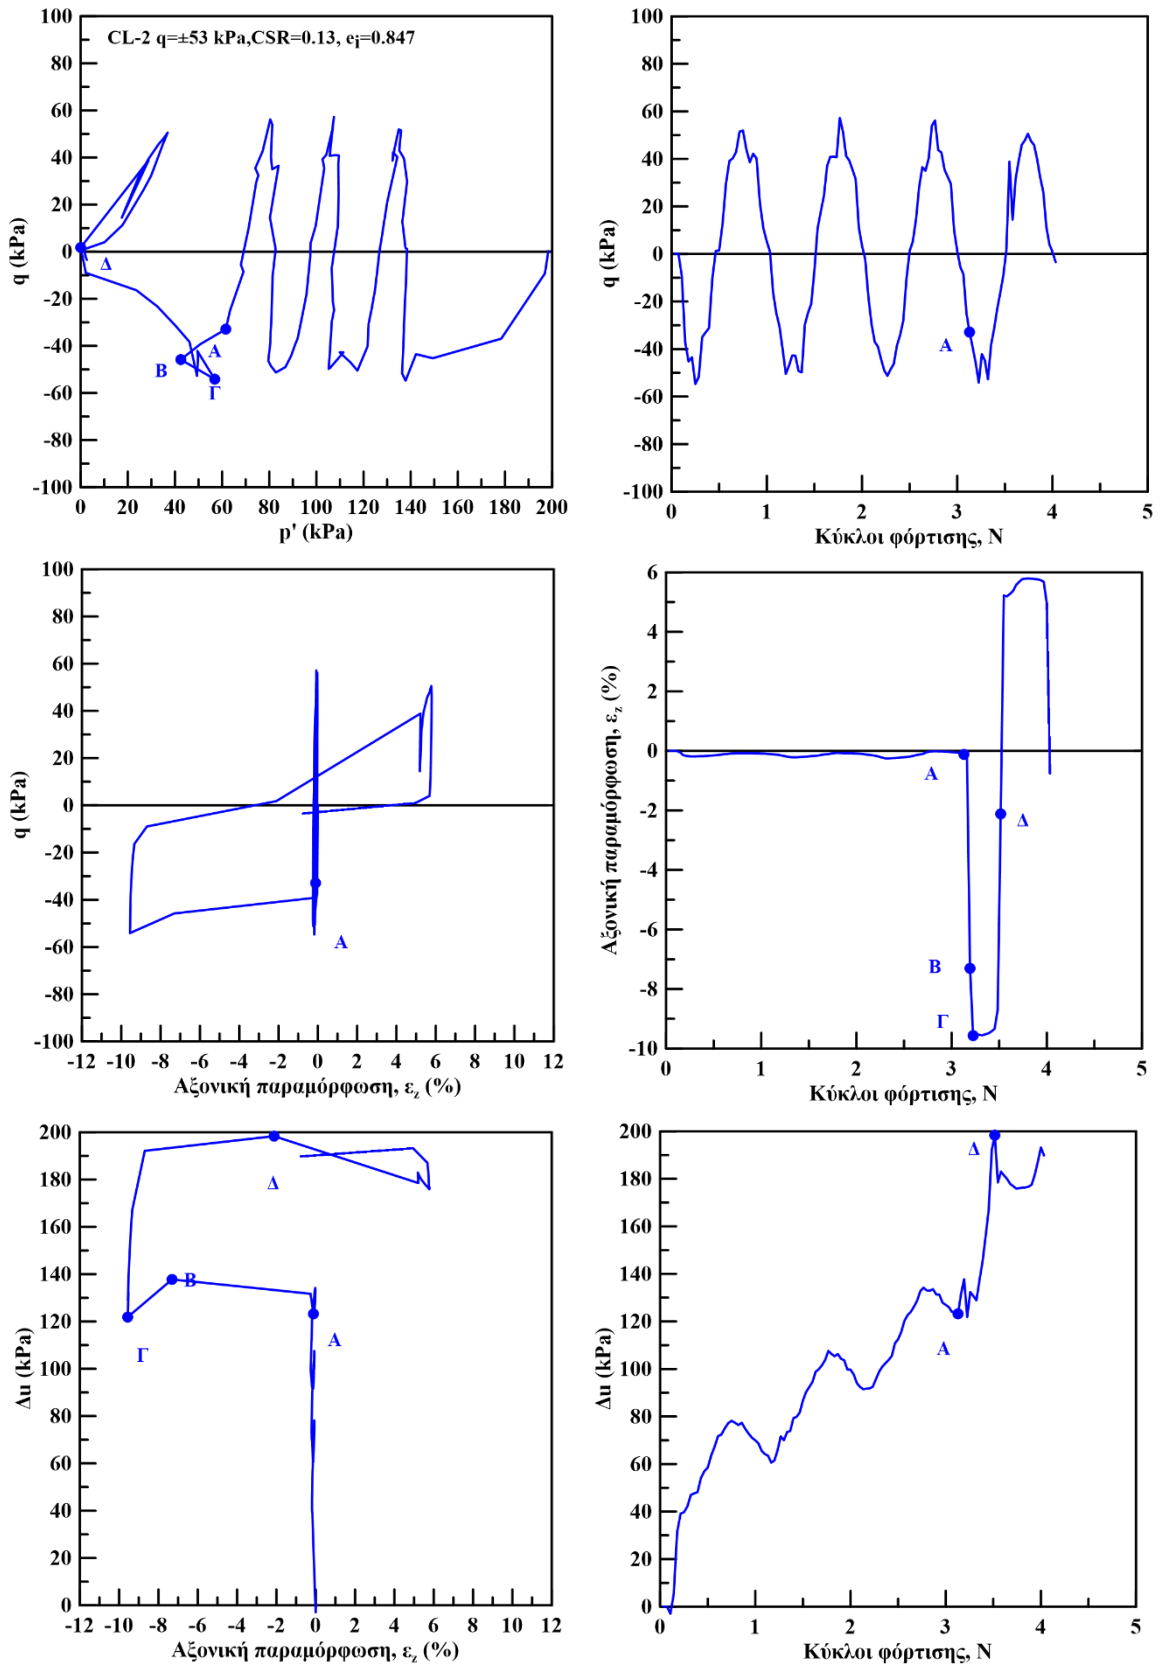 CL-2 q=±53 kPa,CSR=0.13, ei=0.847
100
80
60
40
20
0
-20
-40
-60
-80
-100
q (kPa)
Δ
A
B
Γ
0 20 40 60 80 100 120 140 160 180 200
p' (kPa)
100
80
60
40
20
0
-20
-40
-60
-80
-100
q (kPa)
A
0 1 2 3 4 5
Κύκλοι φόρτισης, N
100
80
60
40
20
0
-20
-40
-60
-80
-100
q (kPa)
A
-12 -10 -8 -6 -4 -2 0 2 4 6 8 10 12
Αξονική παραμόρφωση, εz (%)
6
4
2
0
-2
-4
-6
-8
-10
Αξονική παραμόρφωση, εz (%)
A
Δ
B
Γ
0 1 2 3 4 5
Κύκλοι φόρτισης, N
200
180
160
140
120
100
80
60
40
20
0
Δu (kPa)
Δ
B
A
Γ
-12 -10 -8 -6 -4 -2 0 2 4 6 8 10 12
Αξονική παραμόρφωση, εz (%)
200
180
160
140
120
100
80
60
40
20
0
Δu (kPa)
Δ
A
0 1 2 3 4 5
Κύκλοι φόρτισης, N